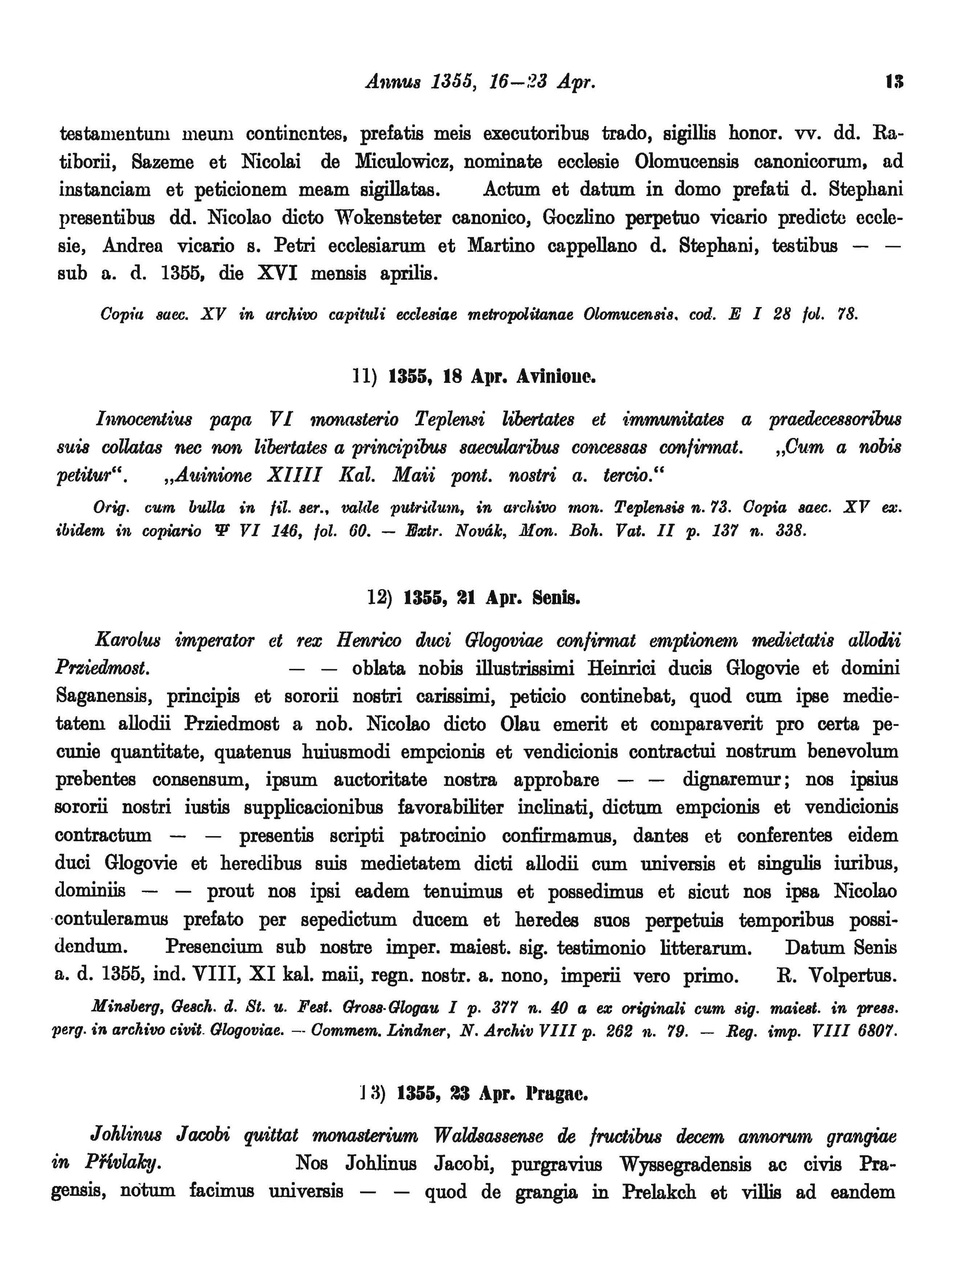 Annus 1355, 16–23 Apr. 13
testamentum meum continentes, prefatis meis executoribus trado, sigillis honor. vv. dd. Ra-
tiborii, Sazeme et Nicolai de Miculowicz, nominate ecclesie Olomucensis canonicorum, ad
instanciam et peticionem meam sigillatas. Actum et datum in domo prefati d. Stephani
presentibus dd. Nicolao dicto Wokensteter canonico, Goczlino perpetuo vicario predicte eccle-
sie, Andrea vicario s. Petri ecclesiarum et Martino cappellano d. Stephani, testibus — —
sub a. d. 1355, die XVI mensis aprilis.
Copia saec. XV in archivo capituli ecclesiae metropolitanae Olomucensis, cod. E I 28 fol. 78.
11) 1355, 18 Apr. Avinione.
Innocentius papa VI monasterio Teplensi libertates et immunitates a praedecessoribus
suis collatas nec non libertates a principibus saecularibus concessas confirmat. „Cum a nobis
petitur“. „Auinione XIIII Kal. Maii pont. nostri a. tercio.“
Orig. cum bulla in fil. ser., valde putridum, in archivo mon. Teplensis n. 73. Copia saec. XV ex.
ibidem in copiario Ψ VI 146, fol. 60. — Extr. Novák, Mon. Boh. Vat. II p. 137 n. 338.
12) 1355, 21 Apr. Senis.
Karolus imperator et rex Henrico duci Glogoviae confirmat emptionem medietatis allodii
Prziedmost. — — oblata nobis illustrissimi Heinrici ducis Glogovie et domini
Saganensis, principis et sororii nostri carissimi, peticio continebat, quod cum ipse medie-
tatem allodii Prziedmost a nob. Nicolao dicto Olau emerit et comparaverit pro certa pe-
cunie quantitate, quatenus huiusmodi empcionis et vendicionis contractui nostrum benevolum
prebentes consensum, ipsum auctoritate nostra approbare — — dignaremur; nos ipsius
sororii nostri iustis supplicacionibus favorabiliter inclinati, dictum empcionis et vendicionis
contractum — — presentis scripti patrocinio confirmamus, dantes et conferentes eidem
duci Glogovie et heredibus suis medietatem dicti allodii cum universis et singulis iuribus,
dominiis — — prout nos ipsi eadem tenuimus et possedimus et sicut nos ipsa Nicolao
contuleramus prefato per sepedictum ducem et heredes suos perpetuis temporibus possi-
dendum. Presencium sub nostre imper. maiest. sig. testimonio litterarum. Datum Senis
a. d. 1355, ind. VIII, XI kal. maii, regn. nostr. a. nono, imperii vero primo. R. Volpertus.
Minsberg, Gesch. d. St. u. Fest. Gross-Glogau I p. 377 n. 40 a ex originali cum sig. maiest. in press.
perg. in archivo civit. Glogoviae. — Commem. Lindner, N. Archiv VIII p. 262 n. 79. — Reg. imp. VIII 6807.
13) 1355, 23 Apr. Pragae.
Johlinus Jacobi quittat monasterium Waldsassense de fructibus decem annorum grangiae
in Přívlaky. Nos Johlinus Jacobi, purgravius Wyssegradensis ac civis Pra-
gensis, notum facimus universis — — quod de grangia in Prelakch et villis ad eandem